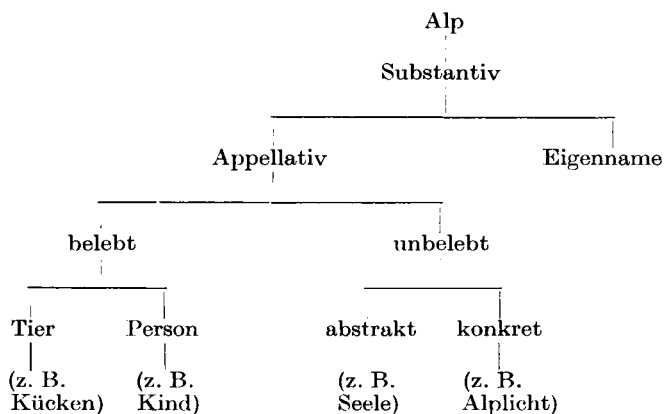 Alp
Substantiv
Appellativ Eigenname
belebt unbelebt
Tier Person abstrakt konkret
(z. B. (z. B. (z. B. (z. B.
Kücken) Kind) Seele) Alplicht)